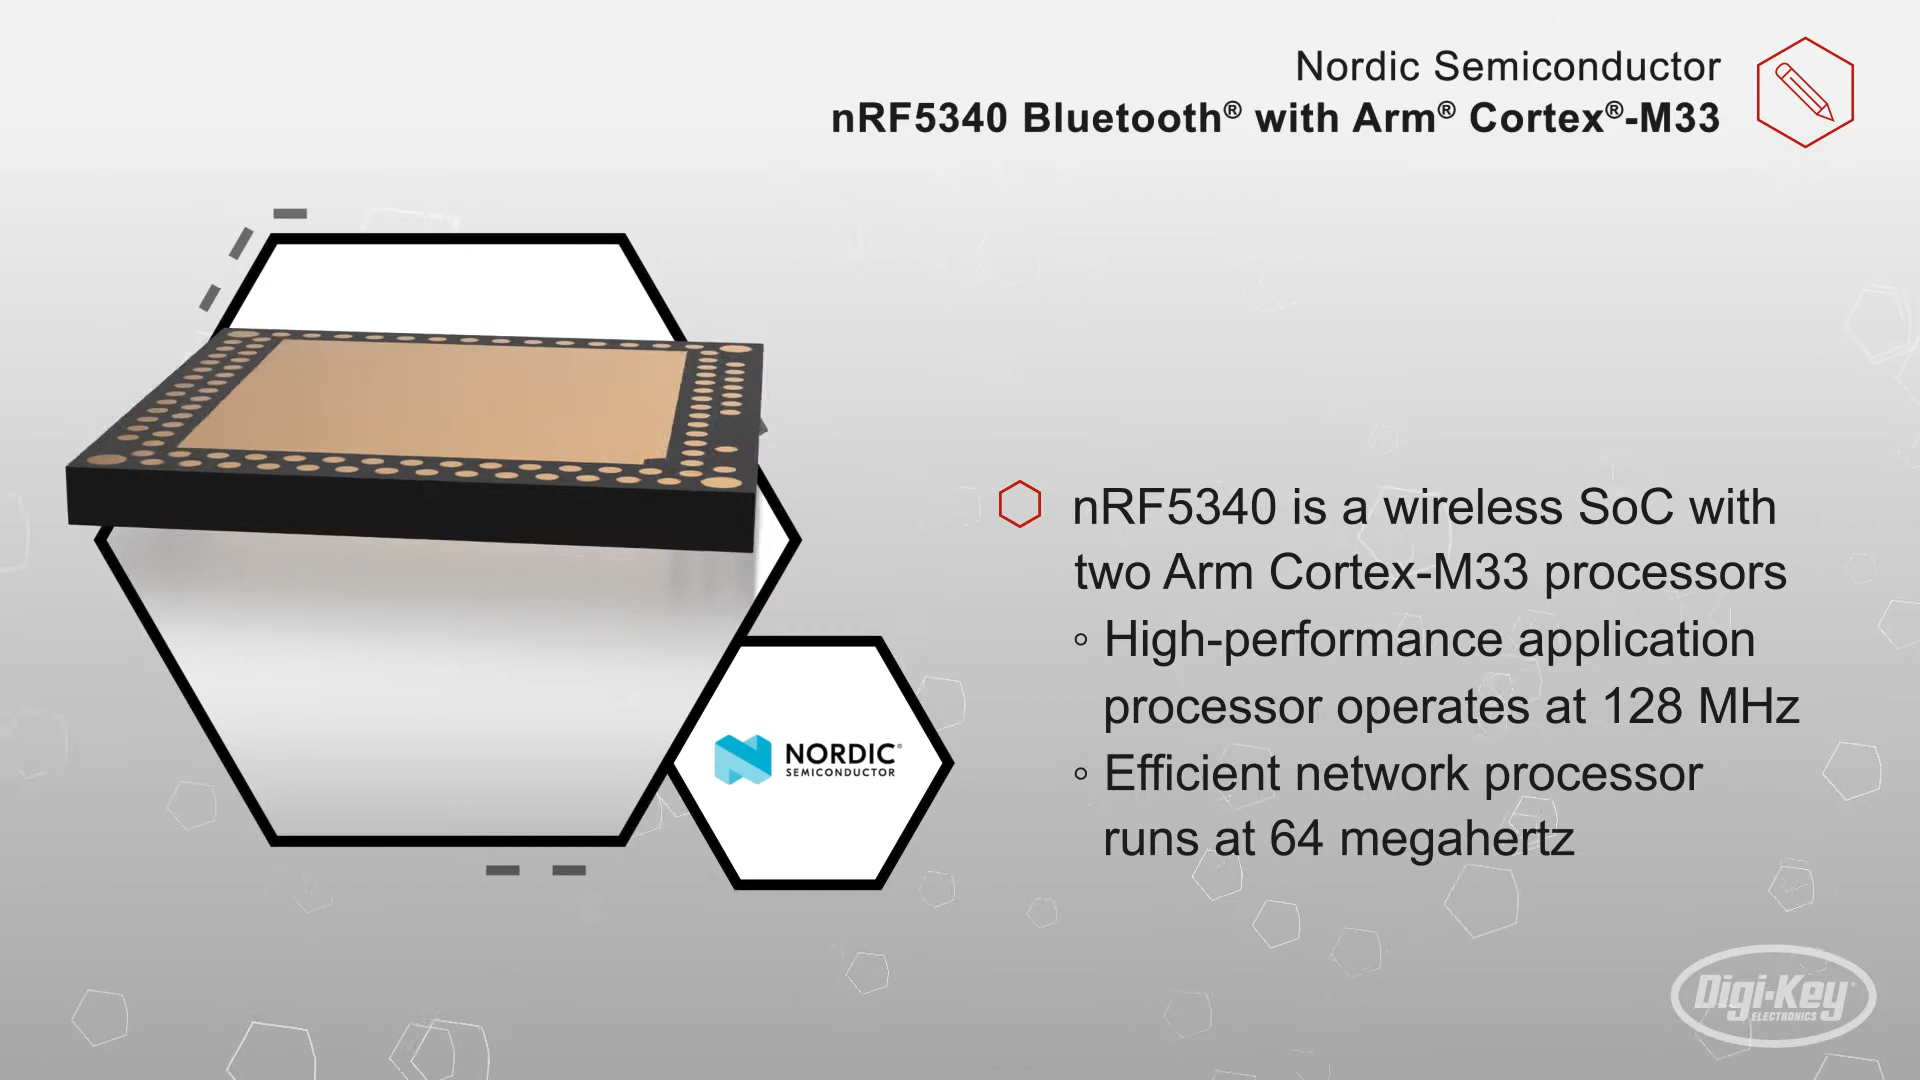 Nordic Semiconductor
nRF5340 Bluetooth® with Arm® Cortex®-M33
nRF5340 is a wireless SoC with
two Arm Cortex-M33 processors
◦ High-performance application
processor operates at 128 MHz
◦ Efficient network processor
runs at 64 megahertz
NORDIC®
SEMICONDUCTOR
Digi-Key®
ELECTRONICS